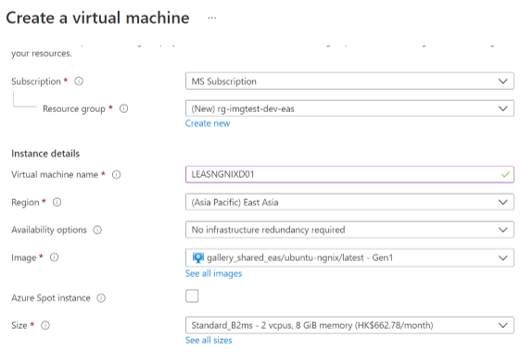 Create a virtual machine ...
your resources.
Subscription * MS Subscription
Resource group * (New) rg-imgtest-dev-eas
Create new
Instance details
Virtual machine name * LEASNGNIXD01
Region * (Asia Pacific) East Asia
Availability options No infrastructure redundancy required
Image * gallery_shared_eas/ubuntu-ngnix/latest - Gen1
See all images
Azure Spot instance
Size * Standard_B2ms - 2 vcpus, 8 GiB memory (HK$662.78/month)
See all sizes